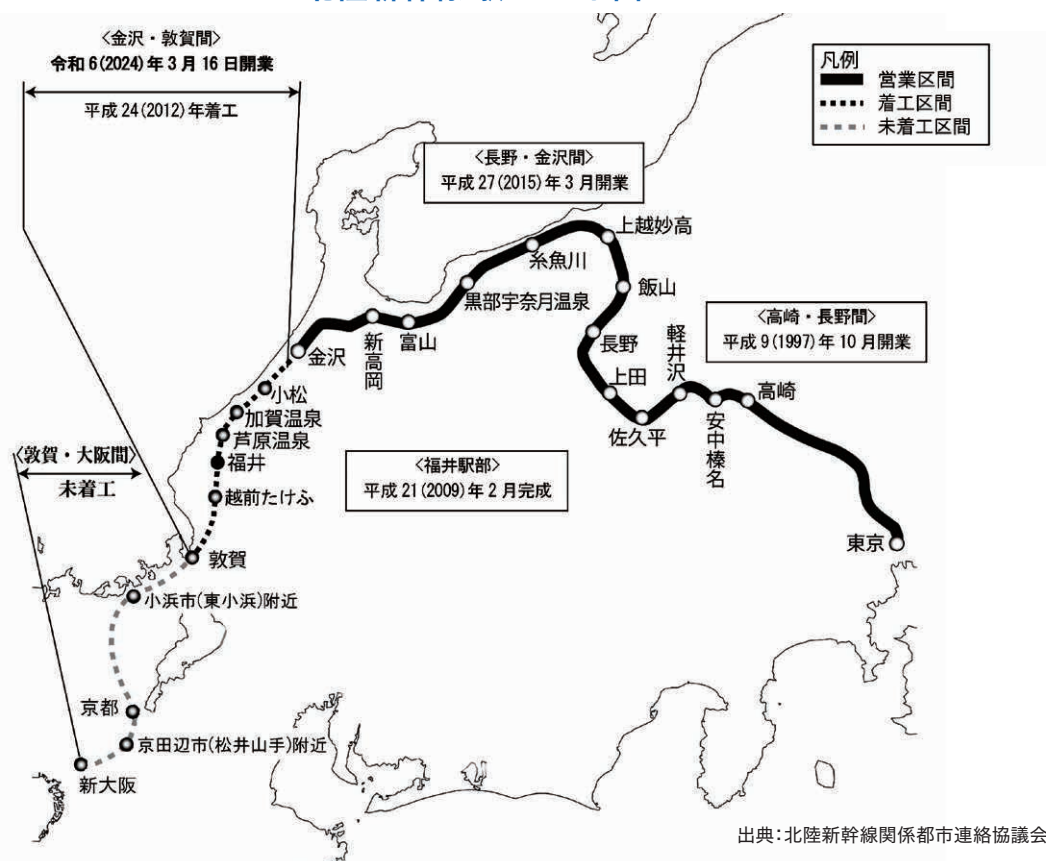 〈金沢・敦賀間〉
令和6(2024)年3月16日開業
平成24(2012)年着工
凡例
営業区間
着工区間
未着工区間
〈長野・金沢間〉
平成27(2015)年3月開業
上越妙高
糸魚川
飯山
黒部宇奈月温泉
〈高崎・長野間〉
平成9(1997)年10月開業
長野
軽井沢
金沢
新高岡
富山
上田
高崎
小松
加賀温泉
佐久平
安中榛名
芦原温泉
〈敦賀・大阪間〉
未着工
福井
〈福井駅部〉
平成21(2009)年2月完成
越前たけふ
東京
敦賀
小浜市(東小浜)附近
京都
京田辺市(松井山手)附近
新大阪
出典:北陸新幹線関係都市連絡協議会